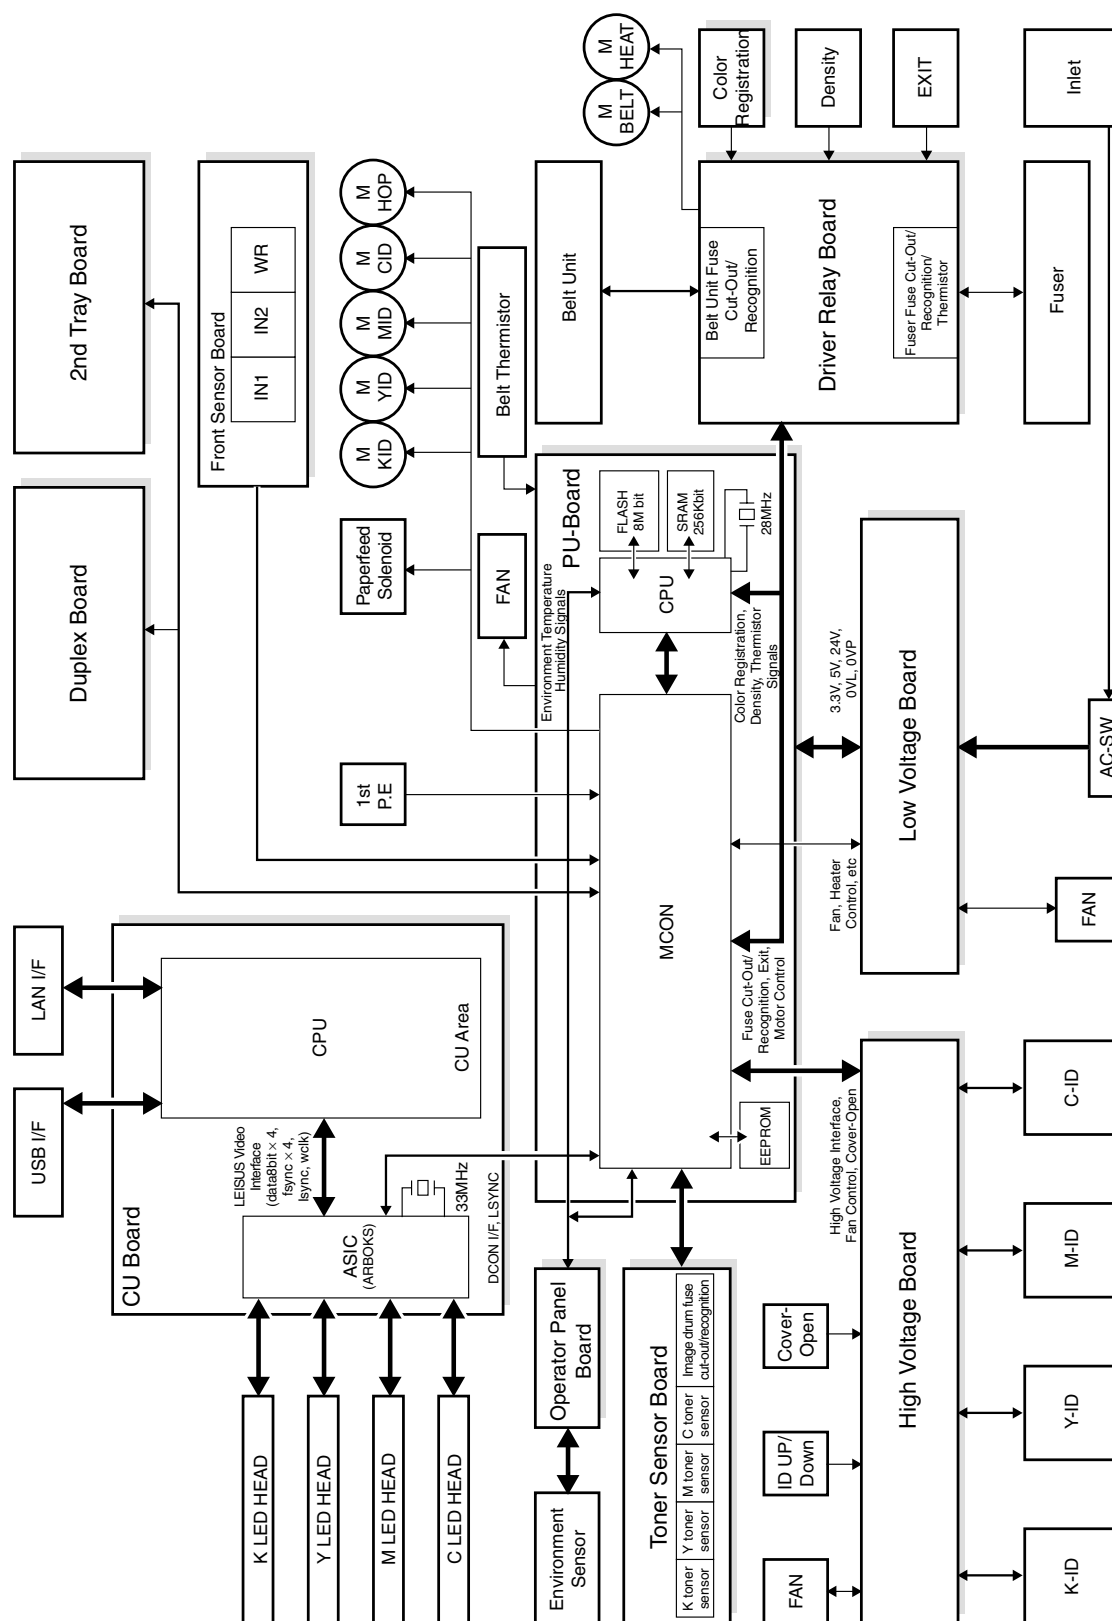 LAN I/F
USB I/F
CU Board
CPU
CU Area
LEISUS Video
Interface
(data8bit × 4,
fsync × 4,
lsync, wclk)
ASIC
(ARBOKS)
33MHz
DCON I/F, LSYNC
K LED HEAD
Y LED HEAD
M LED HEAD
C LED HEAD
Duplex Board
2nd Tray Board
Front Sensor Board
IN1
IN2
WR
1st
P.E
Paperfeed
Solenoid
M
KID
M
YID
M
MID
M
CID
M
HOP
FAN
Belt Thermistor
Environment
Sensor
Operator Panel
Board
Environment Temperature
Humidity Signals
PU-Board
MCON
CPU
FLASH
8M bit
SRAM
256Kbit
28MHz
EEPROM
Color Registration,
Density, Thermistor
Signals
Fuse Cut-Out/
Recognition, Exit,
Motor Control
Toner Sensor Board
K toner
sensor
Y toner
sensor
M toner
sensor
C toner
sensor
Image drum fuse
cut-out/recognition
Belt Unit
M
BELT
M
HEAT
Color
Registration
Density
EXIT
Driver Relay Board
Belt Unit Fuse
Cut-Out/
Recognition
Fuser Fuse Cut-Out/
Recognition/
Thermistor
Fuser
Inlet
AC-SW
Low Voltage Board
3.3V, 5V, 24V,
0VL, 0VP
Fan, Heater
Control, etc
FAN
High Voltage Interface,
Fan Control, Cover-Open
High Voltage Board
Cover-
Open
ID UP/
Down
FAN
K-ID
Y-ID
M-ID
C-ID